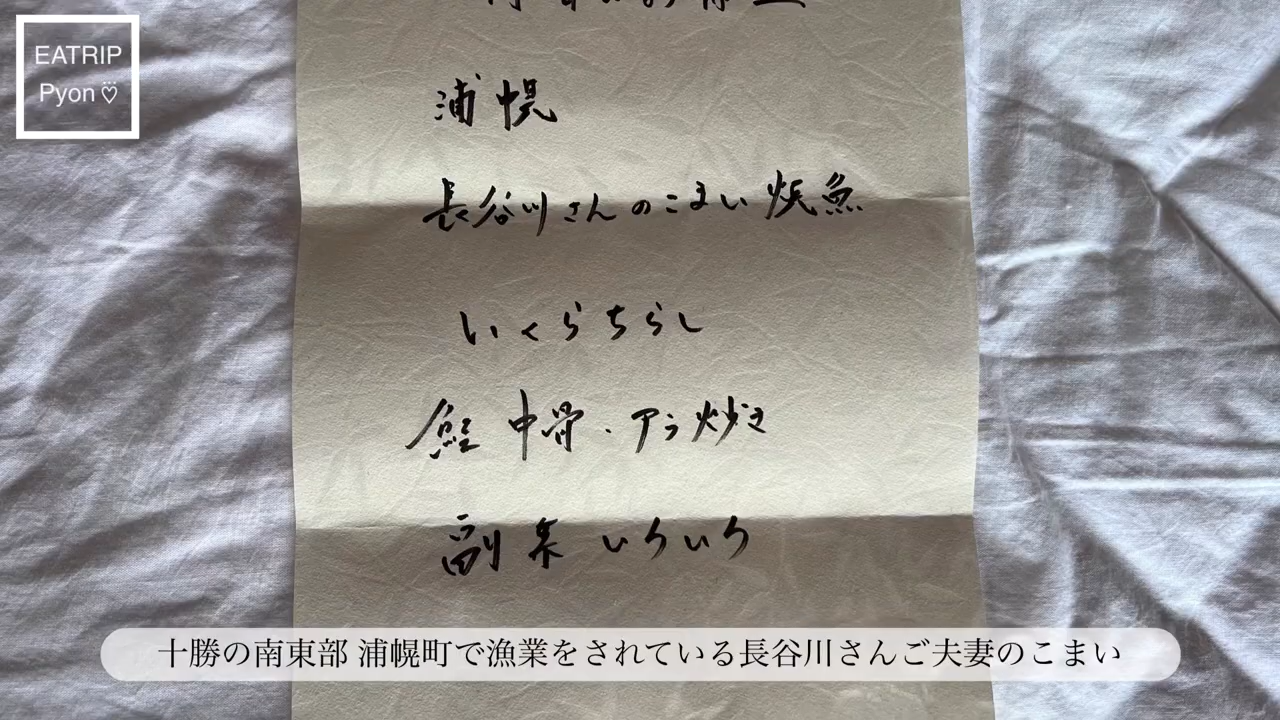 EATRIP
Pyon♡
浦幌
長谷川さんのこまい焼魚
いくらちらし
鮭 中骨・アラ炒き
副菜 いろいろ
十勝の南東部 浦幌町で漁業をされている長谷川さんご夫妻のこまい